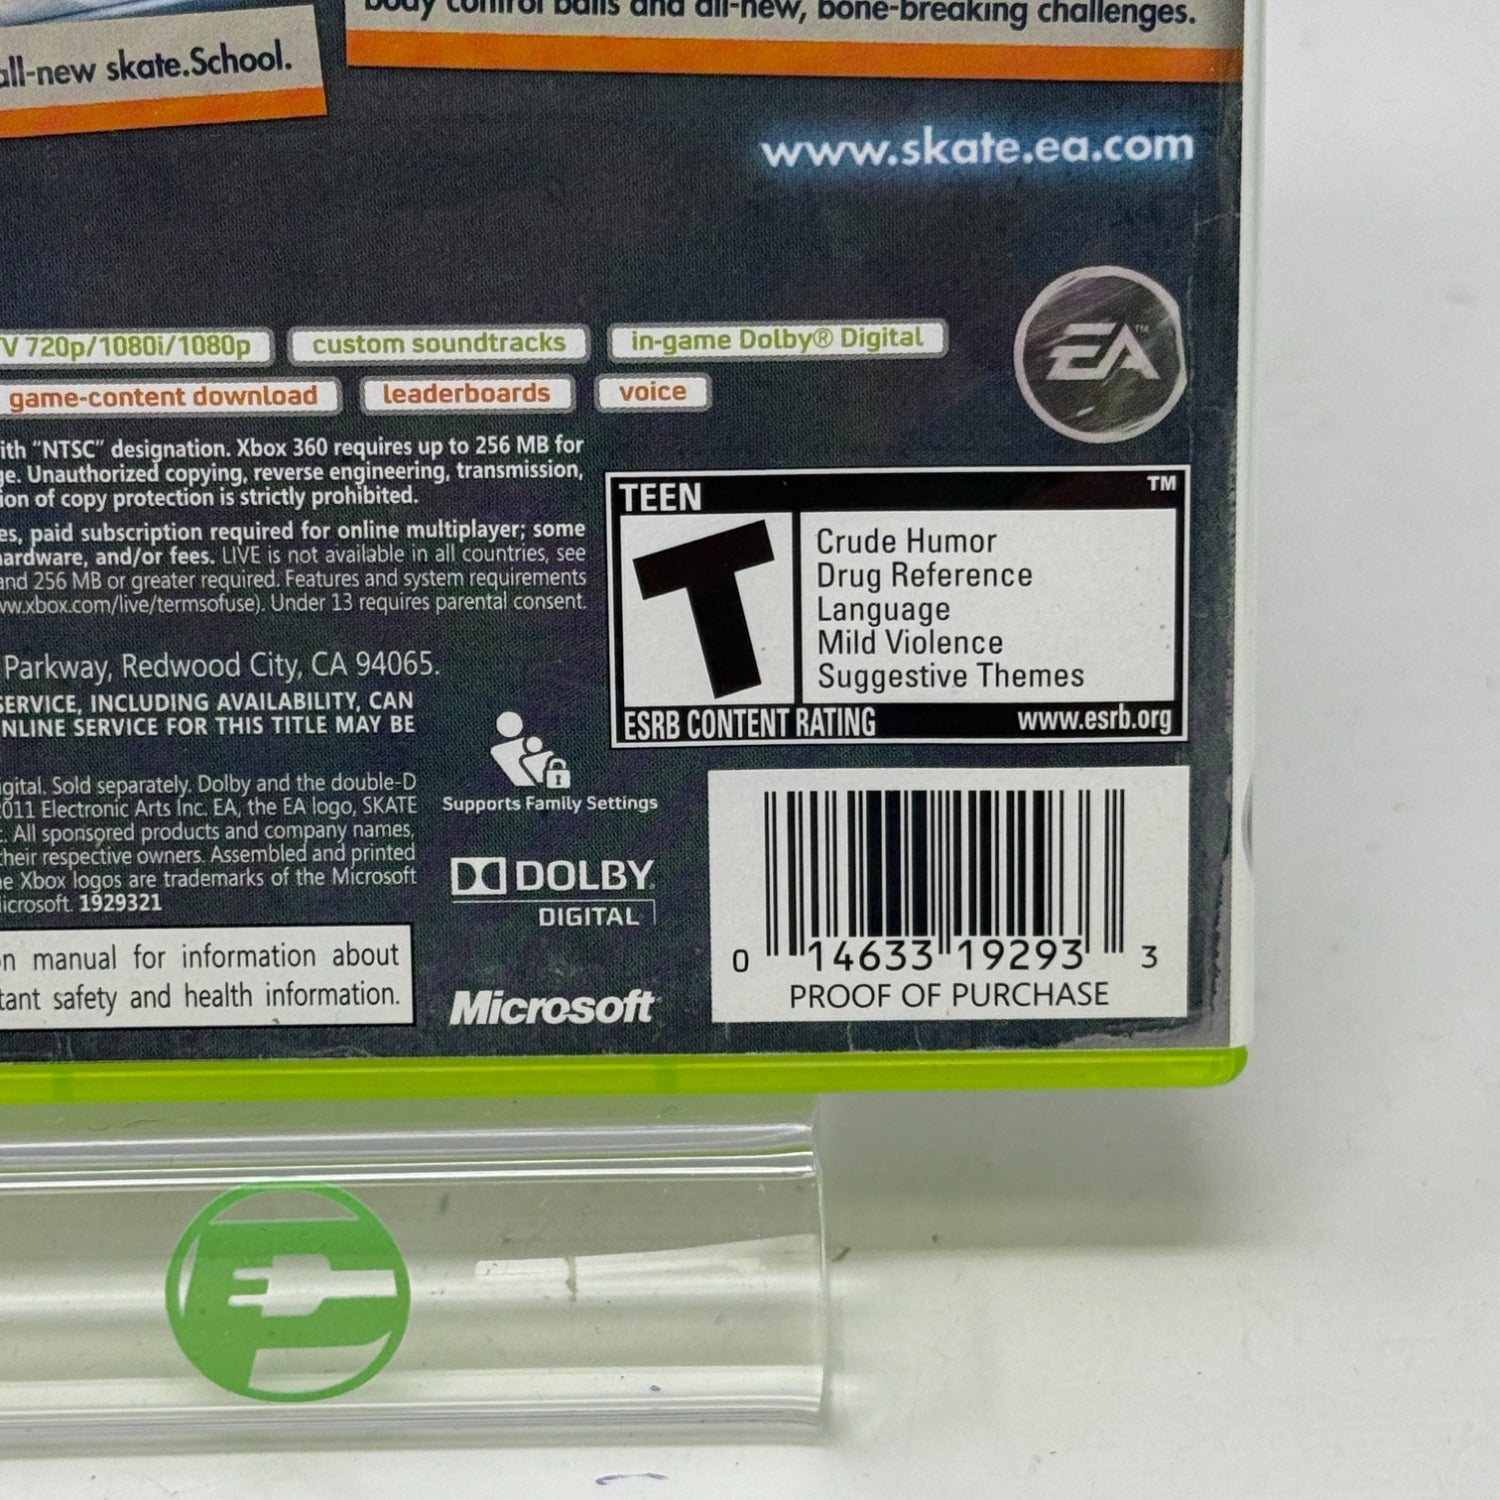 body control bails and all-new, bone-breaking challenges.
all-new skate.School.
www.skate.ea.com
EA™
V 720p/1080i/1080p
custom soundtracks
in-game Dolby® Digital
game-content download
leaderboards
voice
ith "NTSC" designation. Xbox 360 requires up to 256 MB for
ge. Unauthorized copying, reverse engineering, transmission,
ion of copy protection is strictly prohibited.
es, paid subscription required for online multiplayer; some
ardware, and/or fees. LIVE is not available in all countries, see
and 256 MB or greater required. Features and system requirements
ww.xbox.com/live/termsofuse). Under 13 requires parental consent.
Parkway, Redwood City, CA 94065.
SERVICE, INCLUDING AVAILABILITY, CAN
NLINE SERVICE FOR THIS TITLE MAY BE
igital. Sold separately. Dolby and the double-D
2011 Electronic Arts Inc. EA, the EA logo, SKATE
. All sponsored products and company names,
their respective owners. Assembled and printed
e Xbox logos are trademarks of the Microsoft
icrosoft. 1929321
on manual for information about
tant safety and health information.
Supports Family Settings
DOLBY
DIGITAL
Microsoft
TEEN
TM
T
Crude Humor
Drug Reference
Language
Mild Violence
Suggestive Themes
ESRB CONTENT RATING
www.esrb.org
0 14633 19293 3
PROOF OF PURCHASE